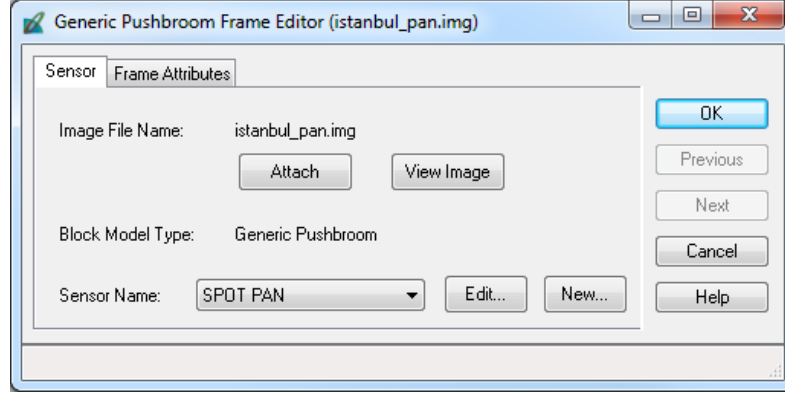 Generic Pushbroom Frame Editor (istanbul_pan.img)
Sensor Frame Attributes
Image File Name: istanbul_pan.img
Attach View Image
Block Model Type: Generic Pushbroom
Sensor Name: SPOT PAN Edit... New...
OK
Previous
Next
Cancel
Help